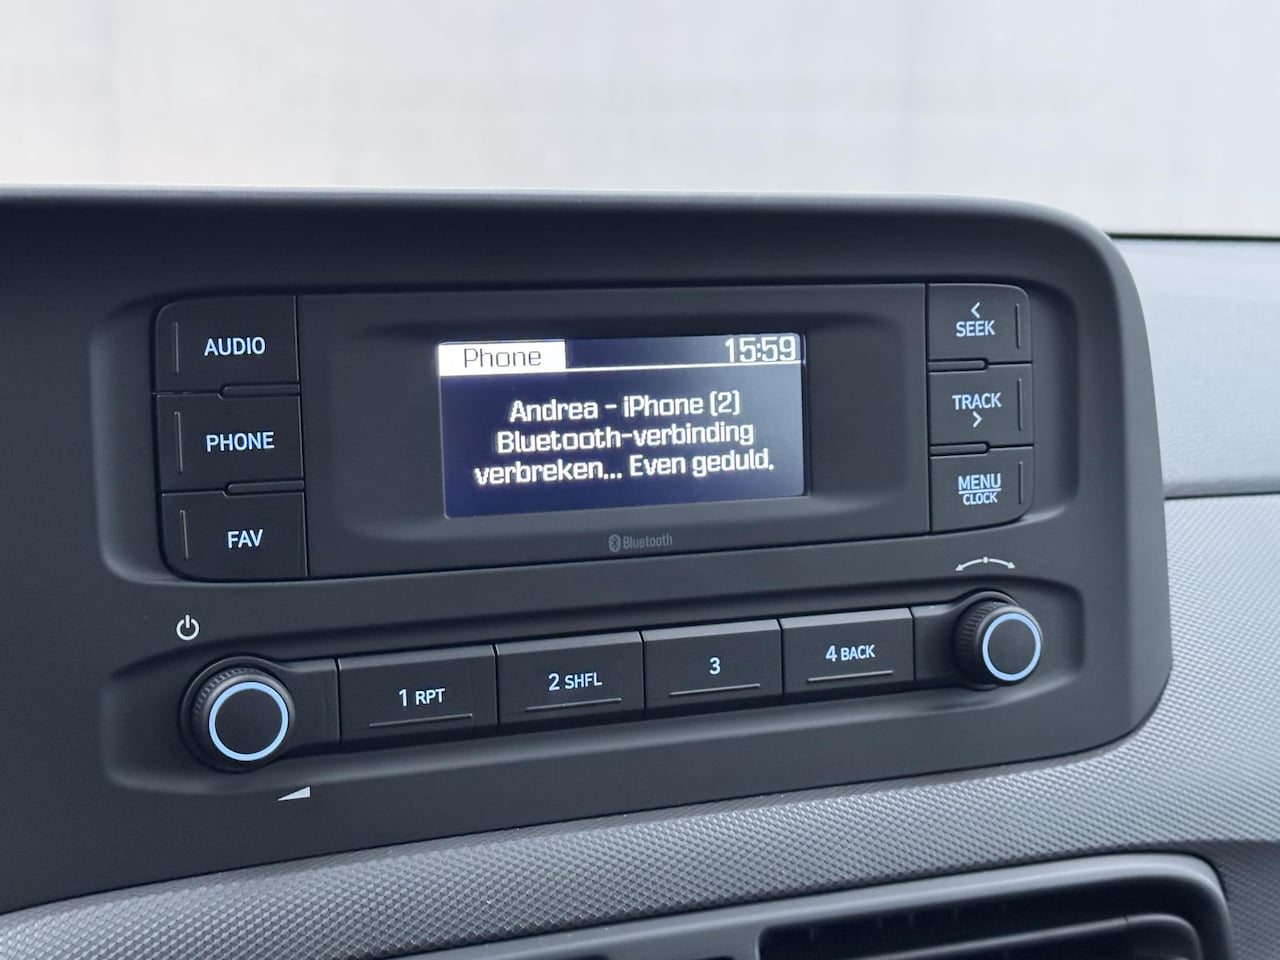 AUDIO
PHONE
FAV
Phone 15:59
Andrea - iPhone (2)
Bluetooth-verbinding
verbreken... Even geduld.
Bluetooth
SEEK
TRACK
MENU
CLOCK
1 RPT
2 SHFL
3
4 BACK